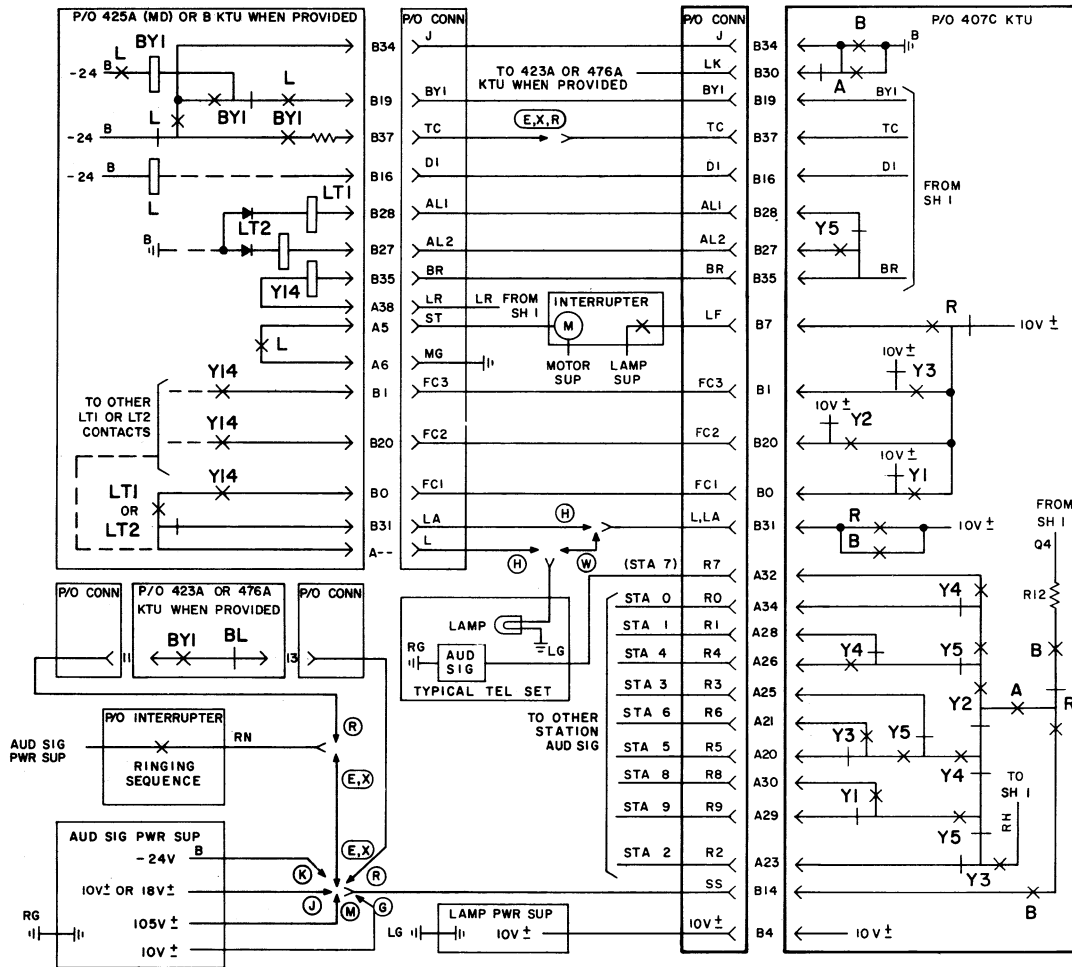 P/O 425A (MD) OR B KTU WHEN PROVIDED
P/O CONN
P/O CONN
P/O 407C KTU
J
J
B34
B34
B
B
BY1
L
B
-24
LK
B30
TO 423A OR 476A
KTU WHEN PROVIDED
A
L
BY1
B19
BY1
BY1
B19
BY1
L
BY1
B
-24
B37
TC
E,X,R
TC
B37
TC
B
-24
B16
D1
D1
B16
D1
L
FROM
SH 1
LT1
B28
AL1
AL1
B28
LT2
Y5
B
B27
AL2
AL2
B27
B35
BR
BR
B35
BR
Y14
A38
LR
LR
FROM
SH 1
INTERRUPTER
A5
ST
M
LF
B7
R
10V ±
L
MOTOR
SUP
LAMP
SUP
A6
MG
10V ±
Y3
Y14
B1
FC3
FC3
B1
TO OTHER
LT1 OR LT2
CONTACTS
10V ±
Y2
Y14
B20
FC2
FC2
B20
10V ±
Y1
Y14
B0
FC1
FC1
B0
LT1
OR
LT2
B31
LA
H
L,LA
B31
R
10V ±
B
FROM
SH 1
Q4
A--
L
H
W
(STA 7)
R7
A32
Y4
R12
P/O CONN
P/O 423A OR 476A
KTU WHEN PROVIDED
P/O CONN
STA 0
R0
A34
BY1
BL
11
13
LAMP
LG
STA 1
R1
A28
Y4
Y5
B
RG
AUD
SIG
STA 4
R4
A26
TYPICAL TEL SET
STA 3
R3
A25
Y2
A
R
P/O INTERRUPTER
R
TO OTHER
STATION
AUD SIG
STA 6
R6
A21
Y3
Y5
AUD SIG
PWR SUP
RN
RINGING
SEQUENCE
STA 5
R5
A20
Y4
E,X
STA 8
R8
A30
TO
SH 1
Y1
STA 9
R9
A29
RH
AUD SIG PWR SUP
Y5
-24V
B
E,X
K
R
STA 2
R2
A23
Y3
10V± OR 18V±
J
M
G
SS
B14
B
RG
105V ±
LAMP PWR SUP
10V ±
LG
10V ±
10V ±
B4
10V ±